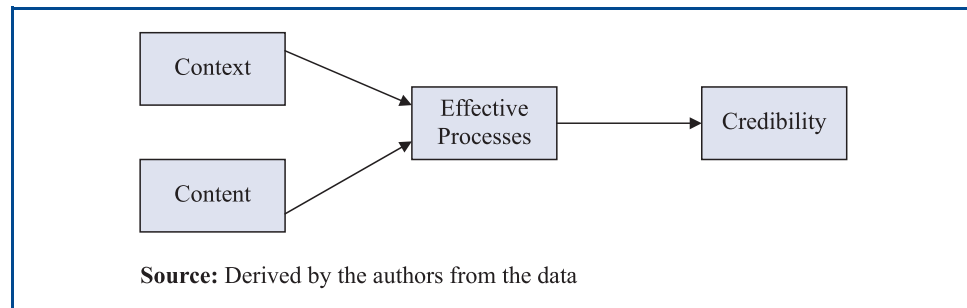 Context
Effective
Processes
Credibility
Content
Source: Derived by the authors from the data